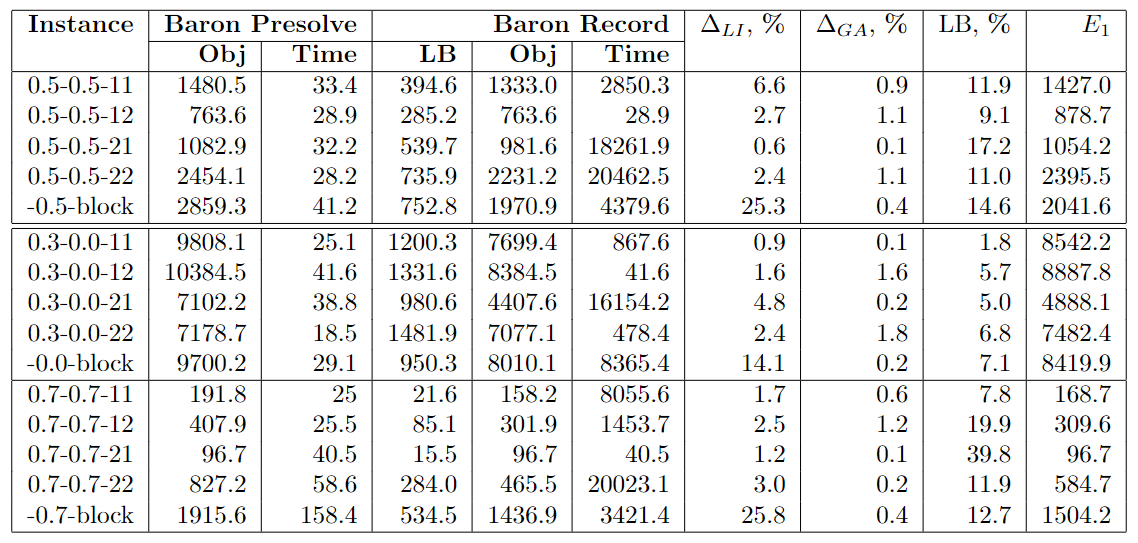 Instance Baron Presolve Baron Record Δ_LI, % Δ_GA, % LB, % E_1
Obj Time LB Obj Time
0.5-0.5-11 1480.5 33.4 394.6 1333.0 2850.3 6.6 0.9 11.9 1427.0
0.5-0.5-12 763.6 28.9 285.2 763.6 28.9 2.7 1.1 9.1 878.7
0.5-0.5-21 1082.9 32.2 539.7 981.6 18261.9 0.6 0.1 17.2 1054.2
0.5-0.5-22 2454.1 28.2 735.9 2231.2 20462.5 2.4 1.1 11.0 2395.5
-0.5-block 2859.3 41.2 752.8 1970.9 4379.6 25.3 0.4 14.6 2041.6
0.3-0.0-11 9808.1 25.1 1200.3 7699.4 867.6 0.9 0.1 1.8 8542.2
0.3-0.0-12 10384.5 41.6 1331.6 8384.5 41.6 1.6 1.6 5.7 8887.8
0.3-0.0-21 7102.2 38.8 980.6 4407.6 16154.2 4.8 0.2 5.0 4888.1
0.3-0.0-22 7178.7 18.5 1481.9 7077.1 478.4 2.4 1.8 6.8 7482.4
-0.0-block 9700.2 29.1 950.3 8010.1 8365.4 14.1 0.2 7.1 8419.9
0.7-0.7-11 191.8 25 21.6 158.2 8055.6 1.7 0.6 7.8 168.7
0.7-0.7-12 407.9 25.5 85.1 301.9 1453.7 2.5 1.2 19.9 309.6
0.7-0.7-21 96.7 40.5 15.5 96.7 40.5 1.2 0.1 39.8 96.7
0.7-0.7-22 827.2 58.6 284.0 465.5 20023.1 3.0 0.2 11.9 584.7
-0.7-block 1915.6 158.4 534.5 1436.9 3421.4 25.8 0.4 12.7 1504.2